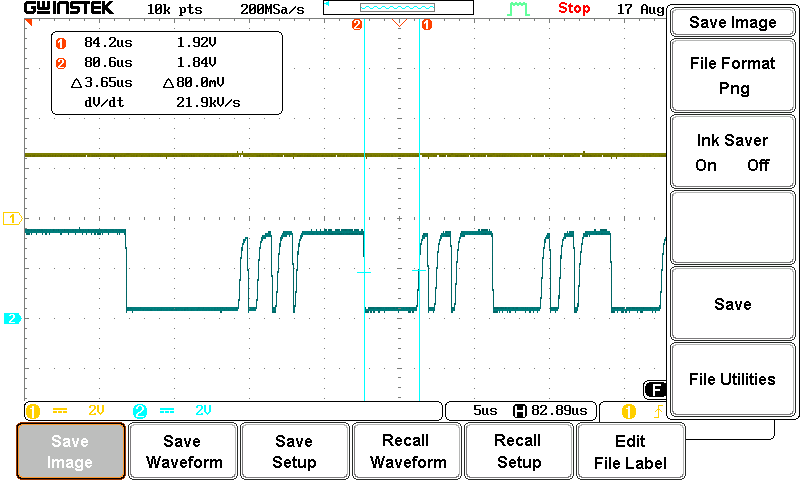 GWINSTEK 10k pts 200MSa/s Stop 17 Aug
2 1
1 84.2us 1.92V
2 80.6us 1.84V
△3.65us △80.0mV
dV/dt 21.9kV/s
1
2
1 2V 2 2V 5us H 82.89us 1
F
Save Image
File Format
Png
Ink Saver
On Off
Save
File Utilities
Save
Image
Save
Waveform
Save
Setup
Recall
Waveform
Recall
Setup
Edit
File Label